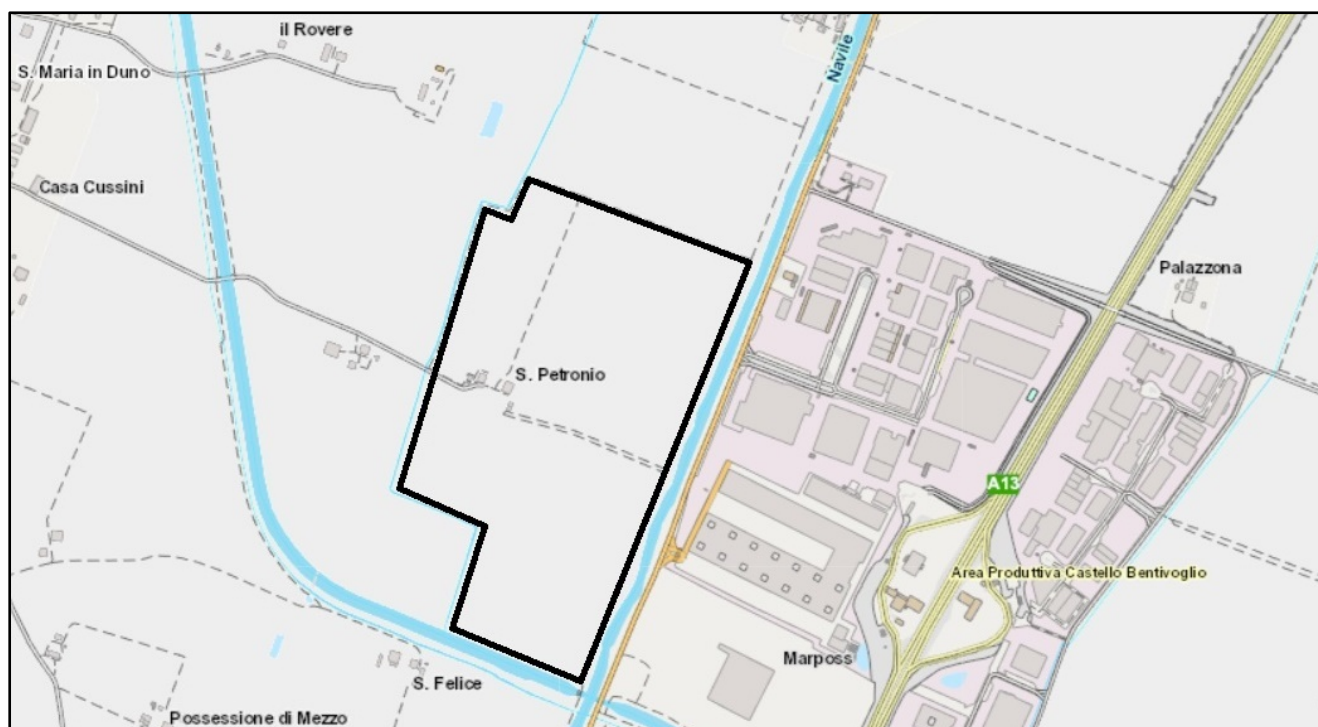 il Rovere
S. Maria in Duno
Navile
Casa Cussini
Palazzona
S. Petronio
A13
Area Produttiva Castello Bentivoglio
Marposs
S. Felice
Possessione di Mezzo